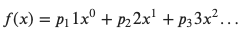 f(x) = p₁1x⁰ + p₂2x¹ + p₃3x²...